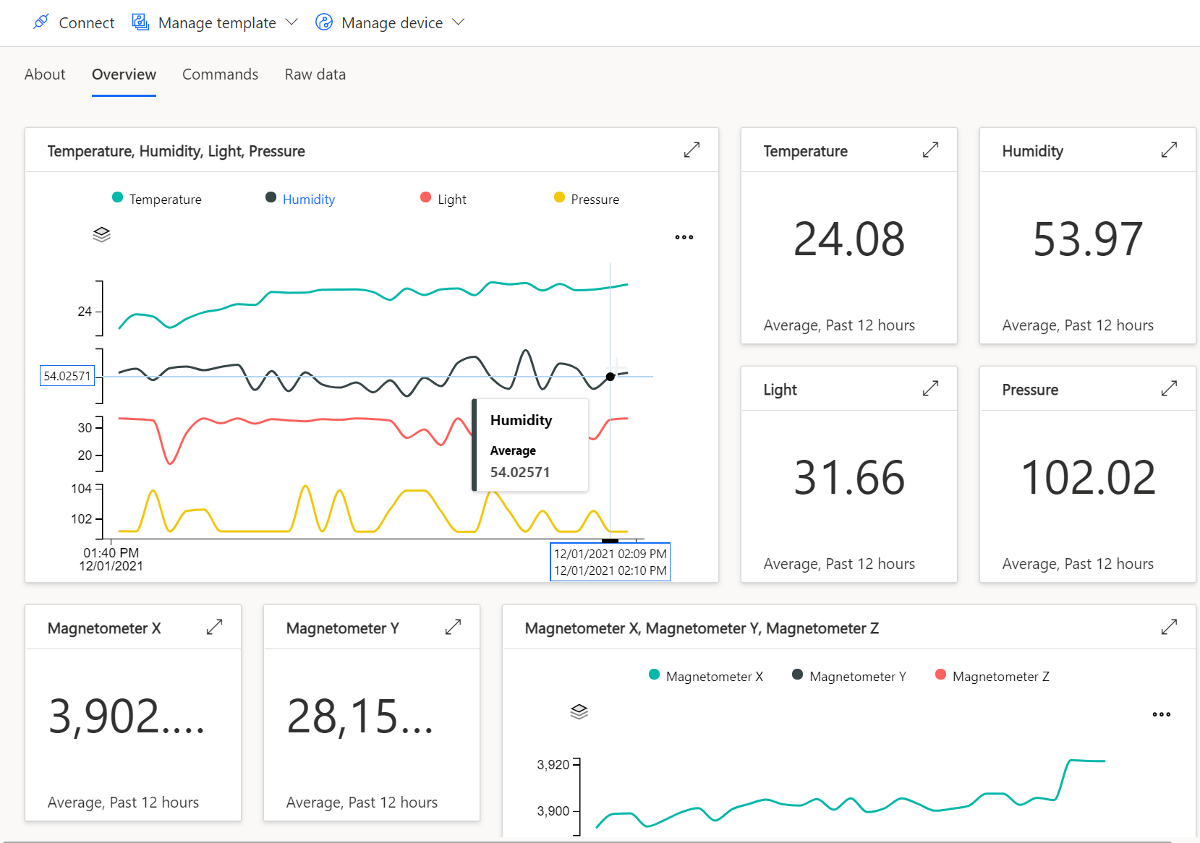 Connect Manage template Manage device
About Overview Commands Raw data
Temperature, Humidity, Light, Pressure
Temperature Humidity Light Pressure
24
54.02571
30
20
104
102
Humidity
Average
54.02571
01:40 PM
12/01/2021
12/01/2021 02:09 PM
12/01/2021 02:10 PM
Temperature
24.08
Average, Past 12 hours
Humidity
53.97
Average, Past 12 hours
Light
31.66
Average, Past 12 hours
Pressure
102.02
Average, Past 12 hours
Magnetometer X
3,902....
Average, Past 12 hours
Magnetometer Y
28,15...
Average, Past 12 hours
Magnetometer X, Magnetometer Y, Magnetometer Z
Magnetometer X Magnetometer Y Magnetometer Z
3,920
3,900